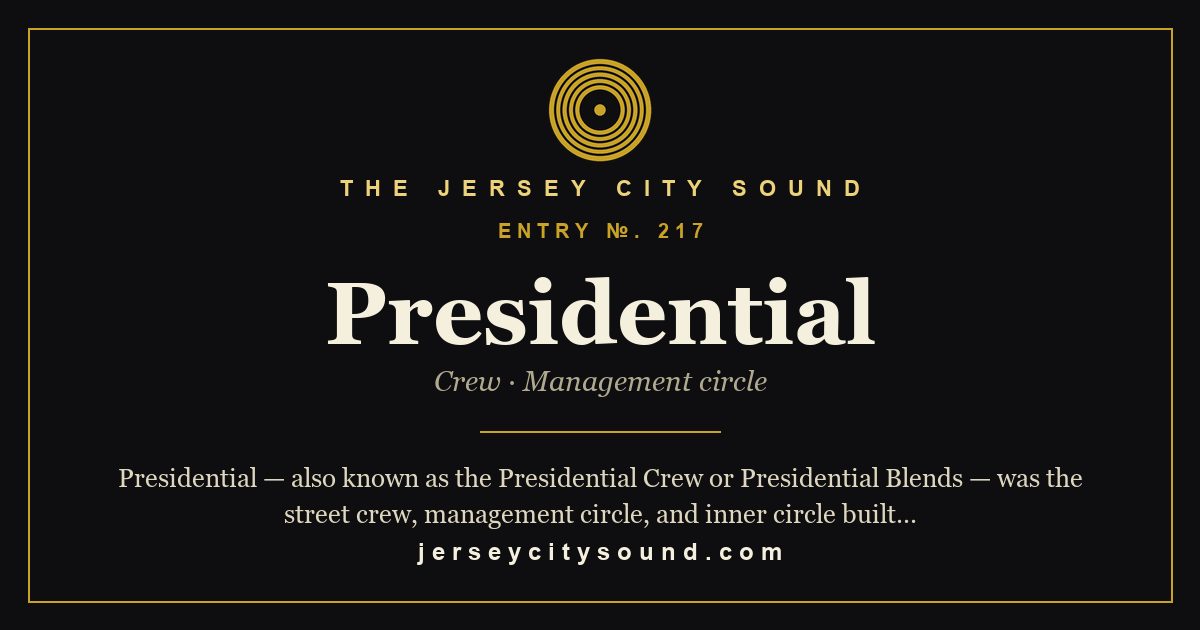 THE JERSEY CITY SOUND
ENTRY №. 217
Presidential
Crew · Management circle
Presidential — also known as the Presidential Crew or Presidential Blends — was the
street crew, management circle, and inner circle built...
jerseycitysound.com